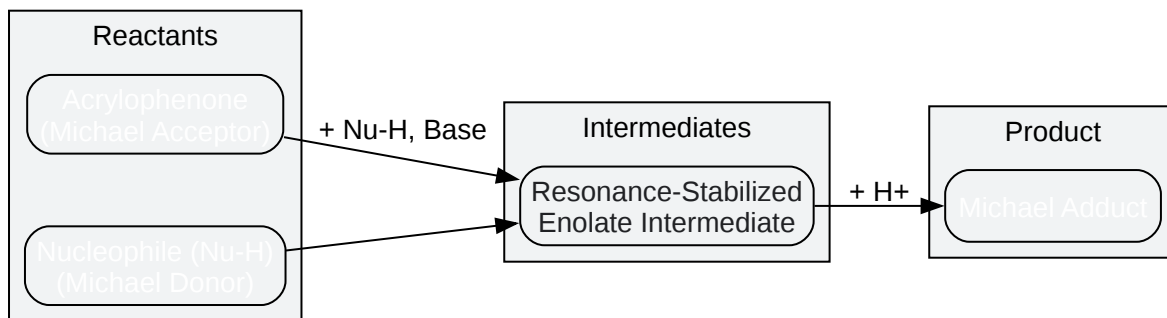 Reactants
Acrylophenone
(Michael Acceptor)
Nucleophile (Nu-H)
(Michael Donor)
+ Nu-H, Base
Intermediates
Resonance-Stabilized
Enolate Intermediate
+ H+
Product
Michael Adduct